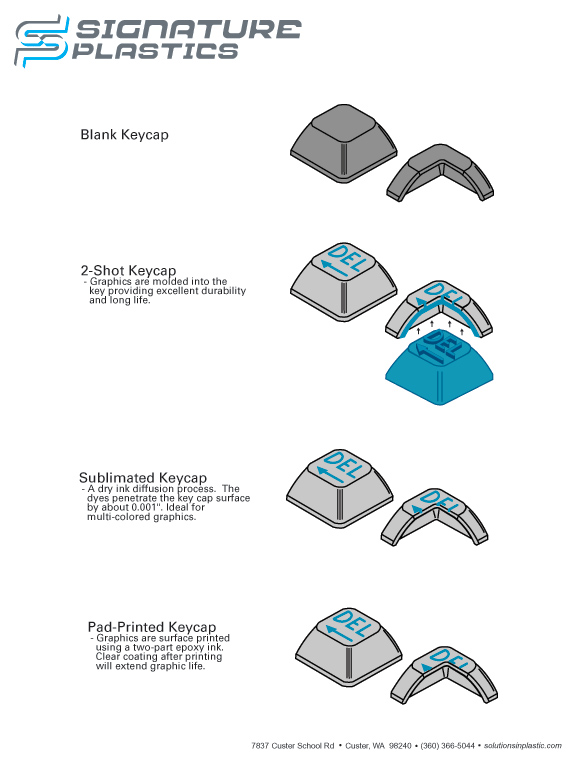 SIGNATURE
PLASTICS
Blank Keycap
2-Shot Keycap
- Graphics are molded into the
key providing excellent durability
and long life.
DEL
DEL
DEL
Sublimated Keycap
- A dry ink diffusion process.  The
dyes penetrate the key cap surface
by about 0.001". Ideal for
multi-colored graphics.
DEL
DEL
Pad-Printed Keycap
- Graphics are surface printed
using a two-part epoxy ink.
Clear coating after printing
will extend graphic life.
DEL
DEL
7837 Custer School Rd • Custer, WA  98240 • (360) 366-5044 • solutionsinplastic.com